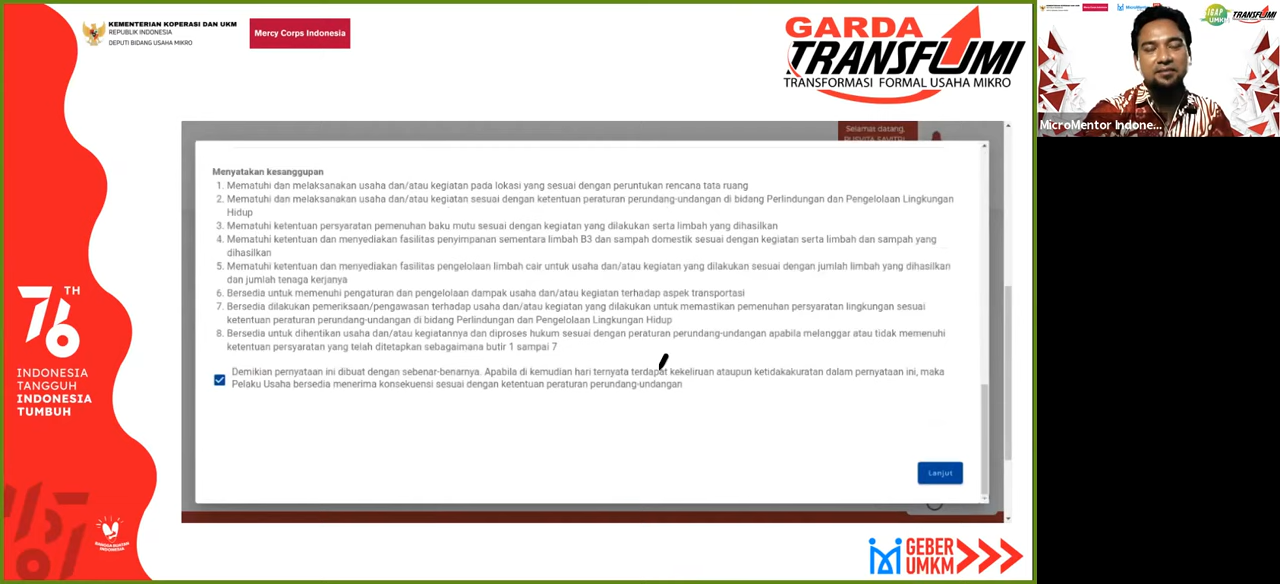 KEMENTERIAN KOPERASI DAN UKM
REPUBLIK INDONESIA
DEPUTI BIDANG USAHA MIKRO
Mercy Corps Indonesia
GARDA
TRANSFUMI
TRANSFORMASI FORMAL USAHA MIKRO
Selamat datang,
Menyatakan kesanggupan
1. Mematuhi dan melaksanakan usaha dan/atau kegiatan pada lokasi yang sesuai dengan peruntukan rencana tata ruang
2. Mematuhi dan melaksanakan usaha dan/atau kegiatan sesuai dengan ketentuan peraturan perundang-undangan di bidang Perlindungan dan Pengelolaan Lingkungan
Hidup
3. Mematuhi ketentuan persyaratan pemenuhan baku mutu sesuai dengan kegiatan yang dilakukan serta limbah yang dihasilkan
4. Mematuhi ketentuan dan menyediakan fasilitas penyimpanan sementara limbah B3 dan sampah domestik sesuai dengan kegiatan serta limbah dan sampah yang
dihasilkan
5. Mematuhi ketentuan dan menyediakan fasilitas pengelolaan limbah cair untuk usaha dan/atau kegiatan yang dilakukan sesuai dengan jumlah limbah yang dihasilkan
dan jumlah tenaga kerjanya
6. Bersedia untuk memenuhi pengaturan dan pengelolaan dampak usaha dan/atau kegiatan terhadap aspek transportasi
7. Bersedia dilakukan pemeriksaan/pengawasan terhadap usaha dan/atau kegiatan yang dilakukan untuk memastikan pemenuhan persyaratan lingkungan sesuai
ketentuan peraturan perundang-undangan di bidang Perlindungan dan Pengelolaan Lingkungan Hidup
8. Bersedia untuk dihentikan usaha dan/atau kegiatannya dan diproses hukum sesuai dengan peraturan perundang-undangan apabila melanggar atau tidak memenuhi
ketentuan persyaratan yang telah ditetapkan sebagaimana butir 1 sampai 7
Demikian pernyataan ini dibuat dengan sebenar-benarnya. Apabila di kemudian hari ternyata terdapat kekeliruan ataupun ketidakakuratan dalam pernyataan ini, maka
Pelaku Usaha bersedia menerima konsekuensi sesuai dengan ketentuan peraturan perundang-undangan
Lanjut
76 TH
INDONESIA
TANGGUH
INDONESIA
TUMBUH
GEBER
UMKM
MicroMentor Indone...
TRANSFUMI